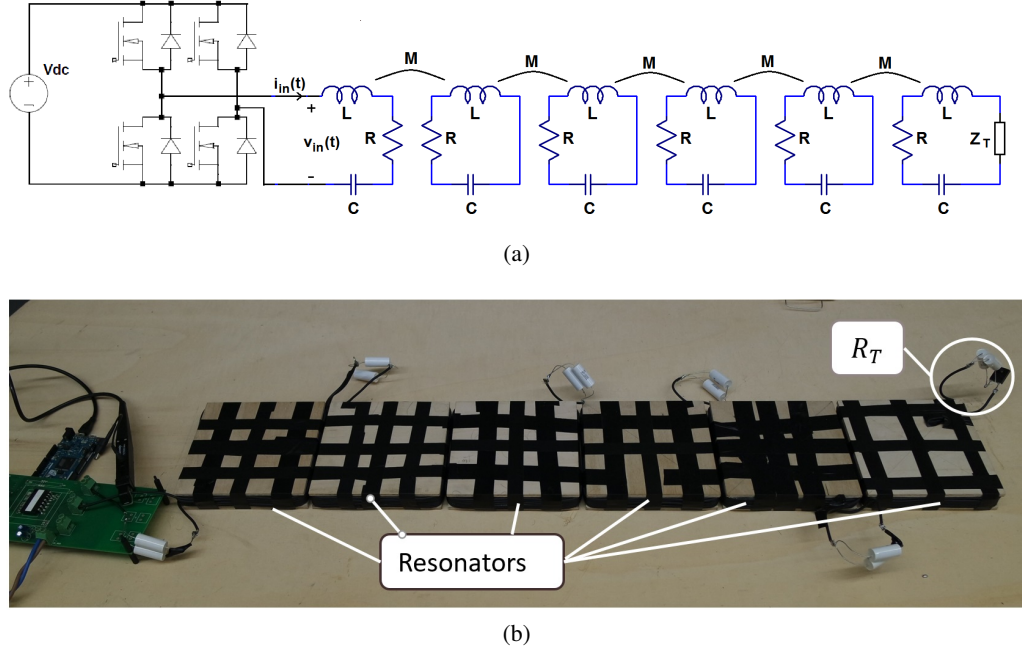 Vdc
i_in(t)
+
v_in(t)
-
M M M M M
L L L L L L
R R R R R R
Z_T
C C C C C C
(a)
R_T
Resonators
(b)